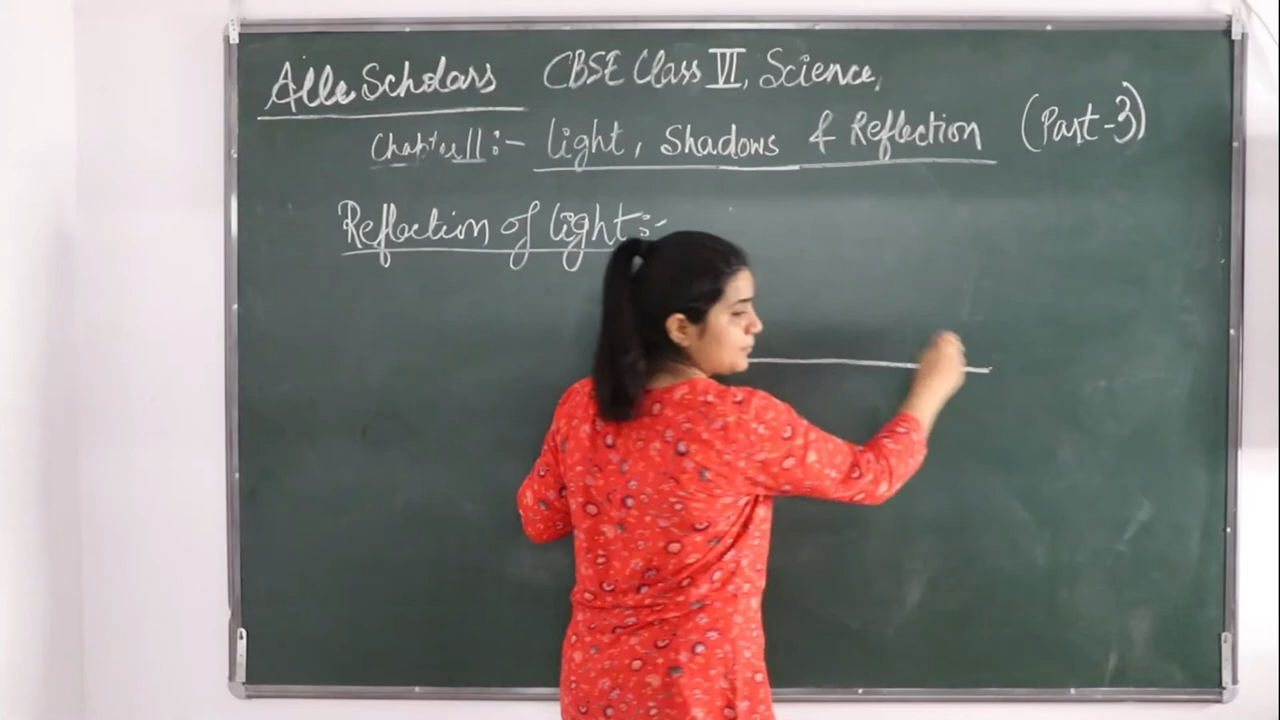 Alle Scholars CBSE Class VI, Science,
Chapter 11 :- light, Shadows & Reflection (Part-3)
Reflection of light :-